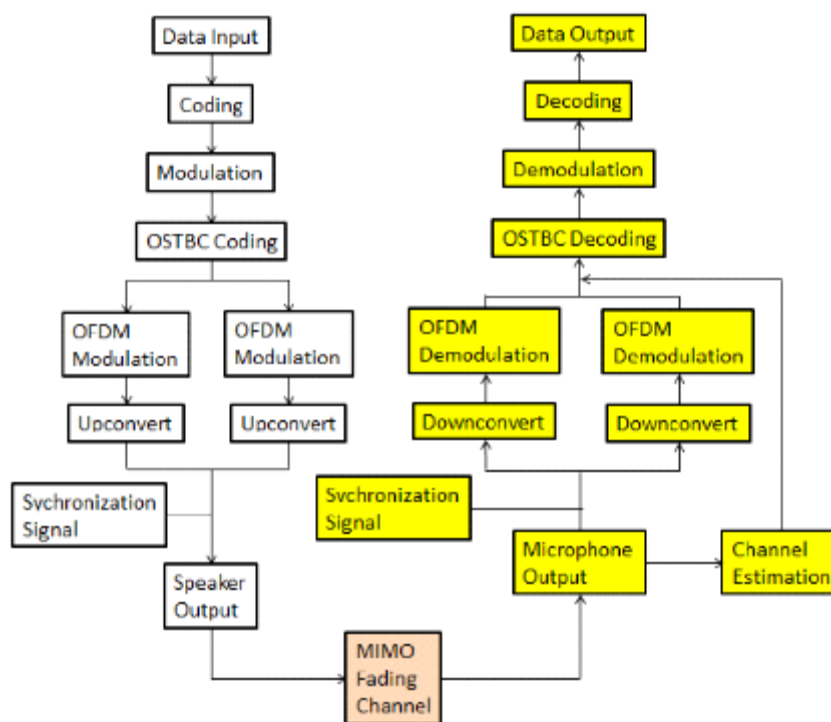 Data Input
Coding
Modulation
OSTBC Coding
OFDM
Modulation
OFDM
Modulation
Upconvert
Upconvert
Svchronization
Signal
Speaker
Output
MIMO
Fading
Channel
Data Output
Decoding
Demodulation
OSTBC Decoding
OFDM
Demodulation
OFDM
Demodulation
Downconvert
Downconvert
Svchronization
Signal
Microphone
Output
Channel
Estimation